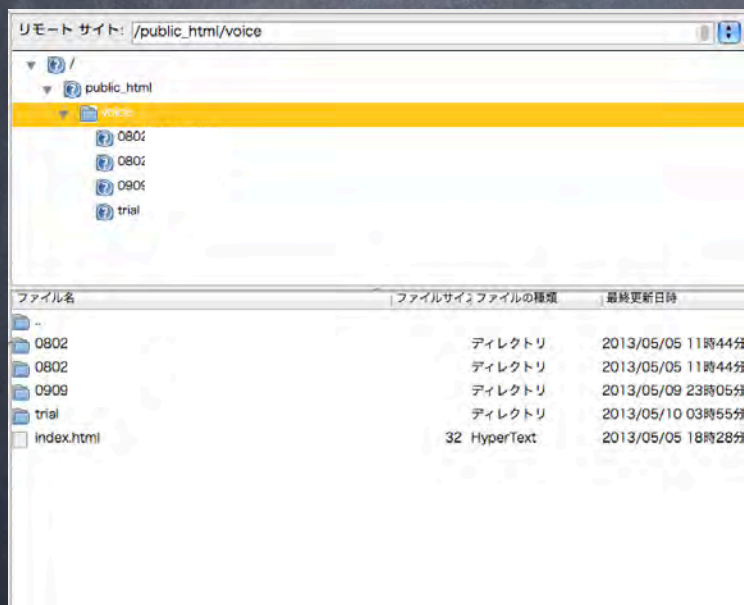 リモート サイト: /public_html/voice
/
public_html
voice
0802
0802
0909
trial
ファイル名 ファイルサイズ ファイルの種類 最終更新日時
..
0802 ディレクトリ 2013/05/05 11時44分
0802 ディレクトリ 2013/05/05 11時44分
0909 ディレクトリ 2013/05/09 23時05分
trial ディレクトリ 2013/05/10 03時55分
index.html 32 HyperText 2013/05/05 18時28分